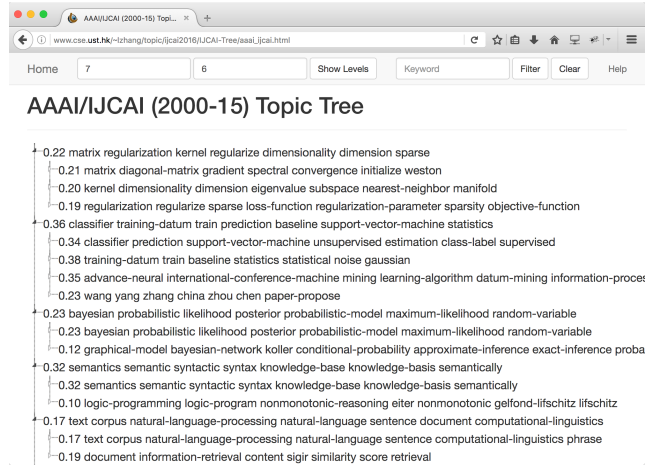 AAAI/IJCAI (2000-15) Topi...
www.cse.ust.hk/~lzhang/topic/ijcai2016/IJCAI-Tree/aaai_ijcai.html
Home 7 6 Show Levels Keyword Filter Clear Help
AAAI/IJCAI (2000-15) Topic Tree
0.22 matrix regularization kernel regularize dimensionality dimension sparse
0.21 matrix diagonal-matrix gradient spectral convergence initialize weston
0.20 kernel dimensionality dimension eigenvalue subspace nearest-neighbor manifold
0.19 regularization regularize sparse loss-function regularization-parameter sparsity objective-function
0.36 classifier training-datum train prediction baseline support-vector-machine statistics
0.34 classifier prediction support-vector-machine unsupervised estimation class-label supervised
0.38 training-datum train baseline statistics statistical noise gaussian
0.35 advance-neural international-conference-machine mining learning-algorithm datum-mining information-proces
0.23 wang yang zhang china zhou chen paper-propose
0.23 bayesian probabilistic likelihood posterior probabilistic-model maximum-likelihood random-variable
0.23 bayesian probabilistic likelihood posterior probabilistic-model maximum-likelihood random-variable
0.12 graphical-model bayesian-network koller conditional-probability approximate-inference exact-inference proba
0.32 semantics semantic syntactic syntax knowledge-base knowledge-basis semantically
0.32 semantics semantic syntactic syntax knowledge-base knowledge-basis semantically
0.10 logic-programming logic-program nonmonotonic-reasoning eiter nonmonotonic gelfond-lifschitz lifschitz
0.17 text corpus natural-language-processing natural-language sentence document computational-linguistics
0.17 text corpus natural-language-processing natural-language sentence computational-linguistics phrase
0.19 document information-retrieval content sigir similarity score retrieval